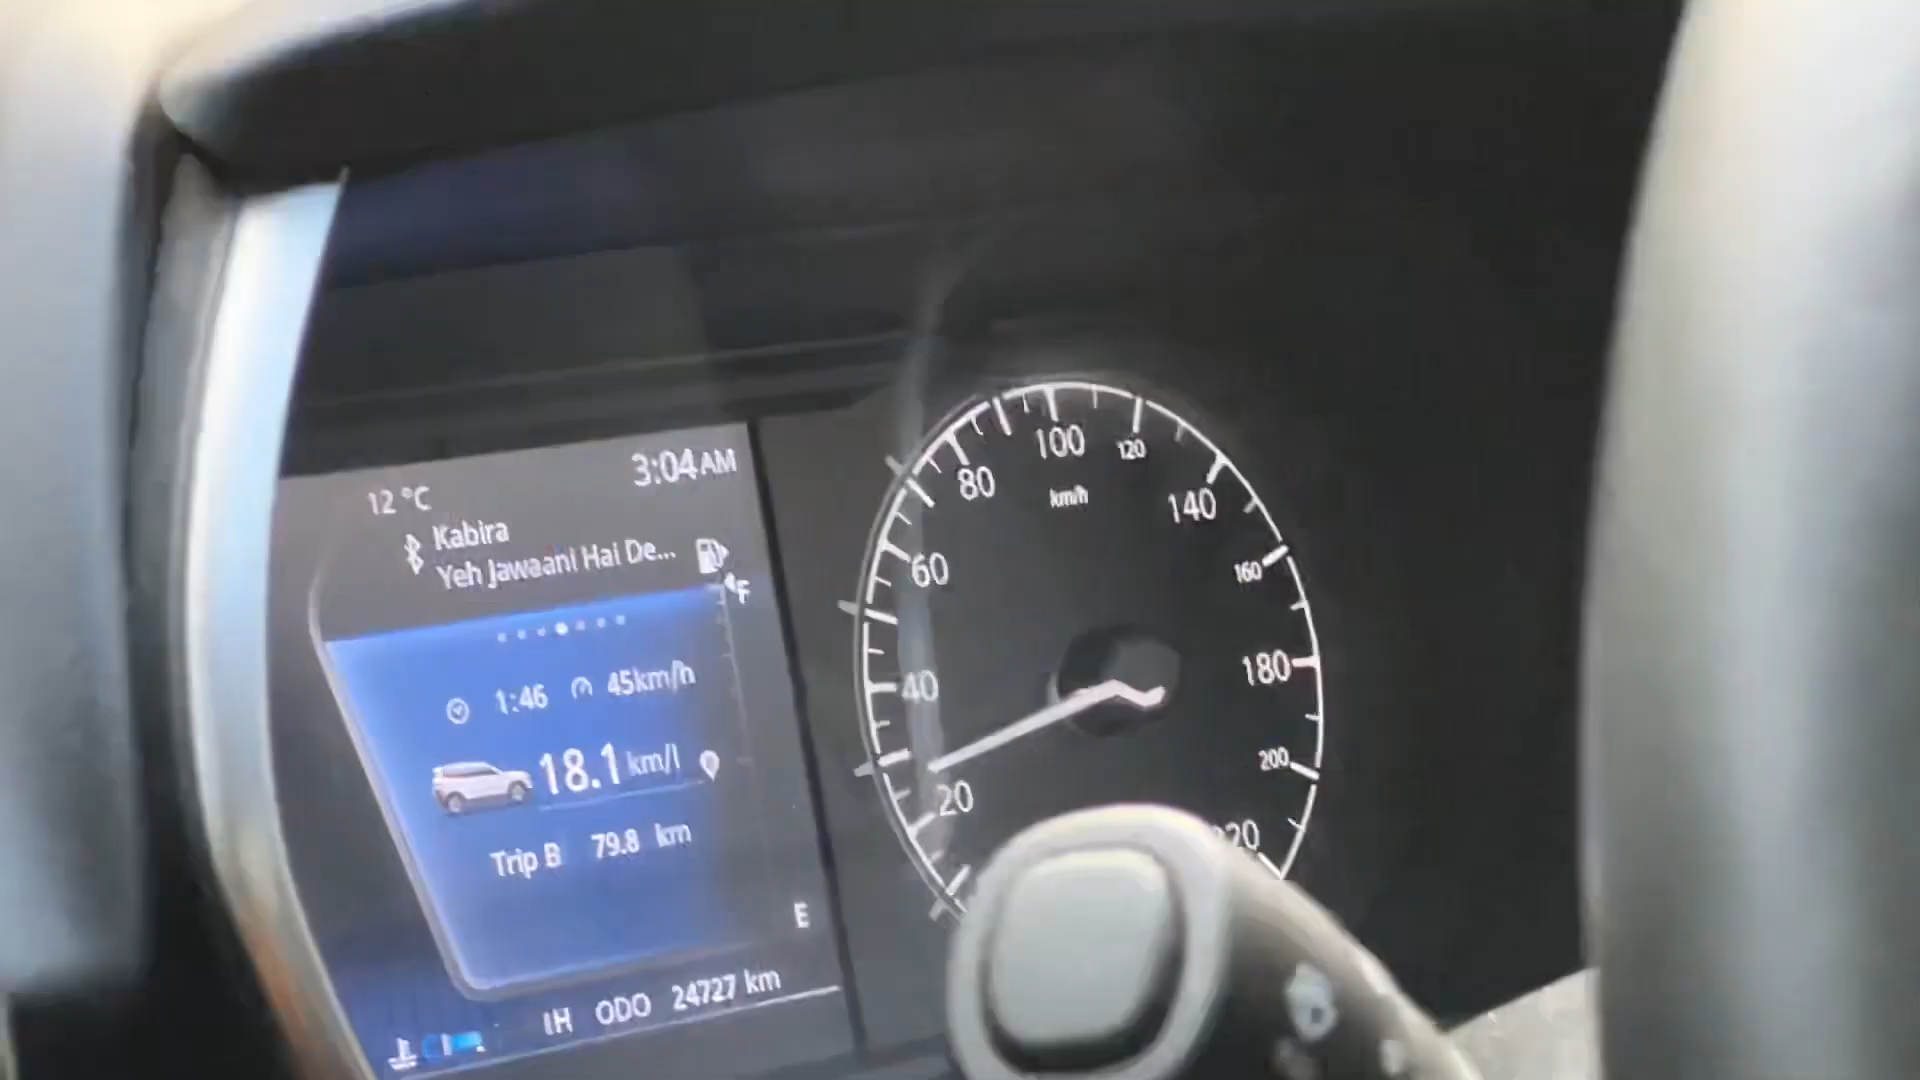 3:04 AM
12 °C
Kabira
Yeh Jawaani Hai De...
F
1:46 45km/h
18.1 km/l
Trip B 79.8 km
E
ODO 24727 km
20
40
60
80
100
120
140
160
180
200
km/h